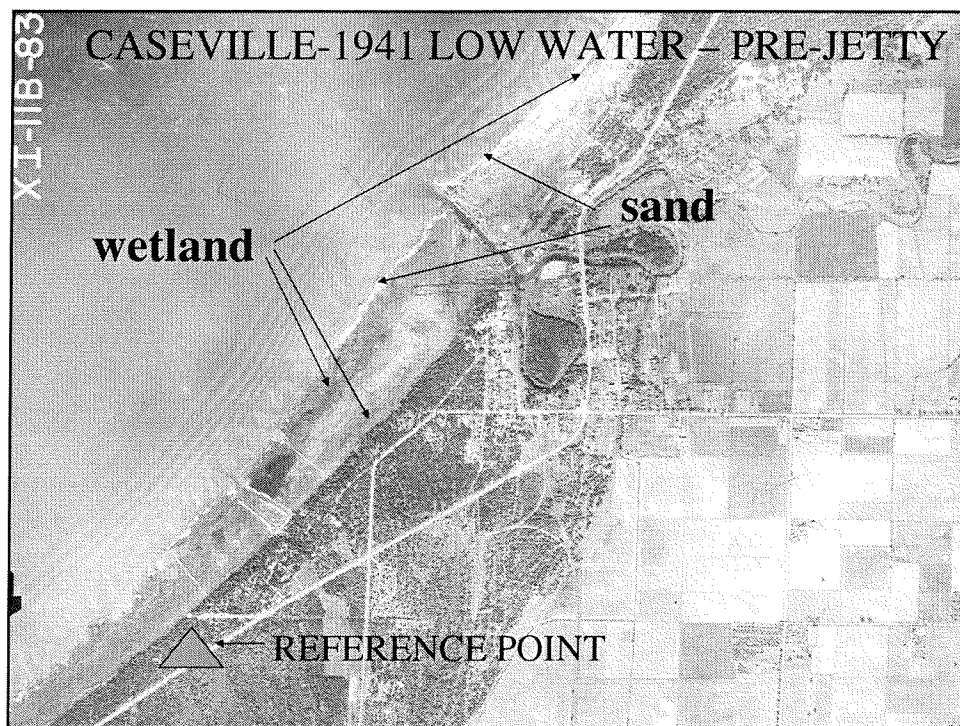 CASEVILLE-1941 LOW WATER – PRE-JETTY
XI-IIB-83
sand
wetland
REFERENCE POINT